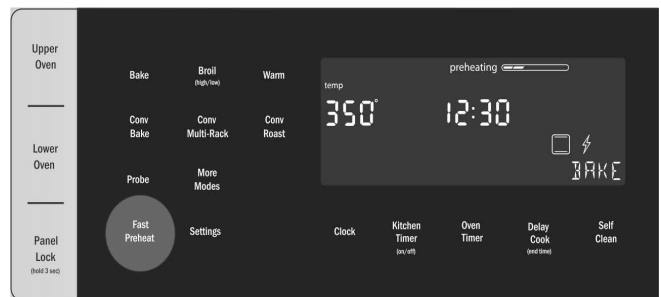 Upper
Oven
Lower
Oven
Panel
Lock
(hold 3 sec)
Bake
Broil
(high/low)
Warm
Conv
Bake
Conv
Multi-Rack
Conv
Roast
Probe
More
Modes
Fast
Preheat
Settings
preheating
temp
350°
12:30
BAKE
Clock
Kitchen
Timer
(on/off)
Oven
Timer
Delay
Cook
(end time)
Self
Clean